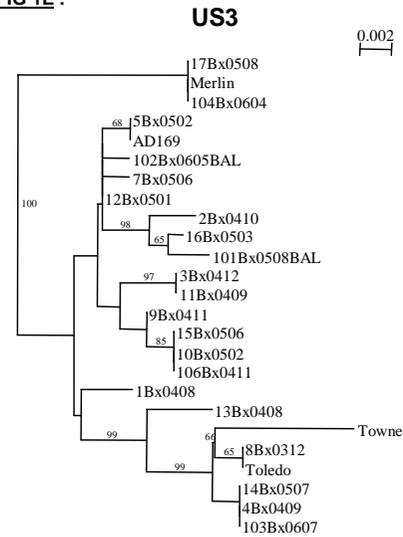 FIG 1E :
US3
0.002
17Bx0508
Merlin
104Bx0604
68
5Bx0502
AD169
102Bx0605BAL
7Bx0506
12Bx0501
100
98
2Bx0410
65
16Bx0503
101Bx0508BAL
97
3Bx0412
11Bx0409
9Bx0411
15Bx0506
85
10Bx0502
106Bx0411
1Bx0408
13Bx0408
99
66
Towne
65
8Bx0312
99
Toledo
14Bx0507
4Bx0409
103Bx0607